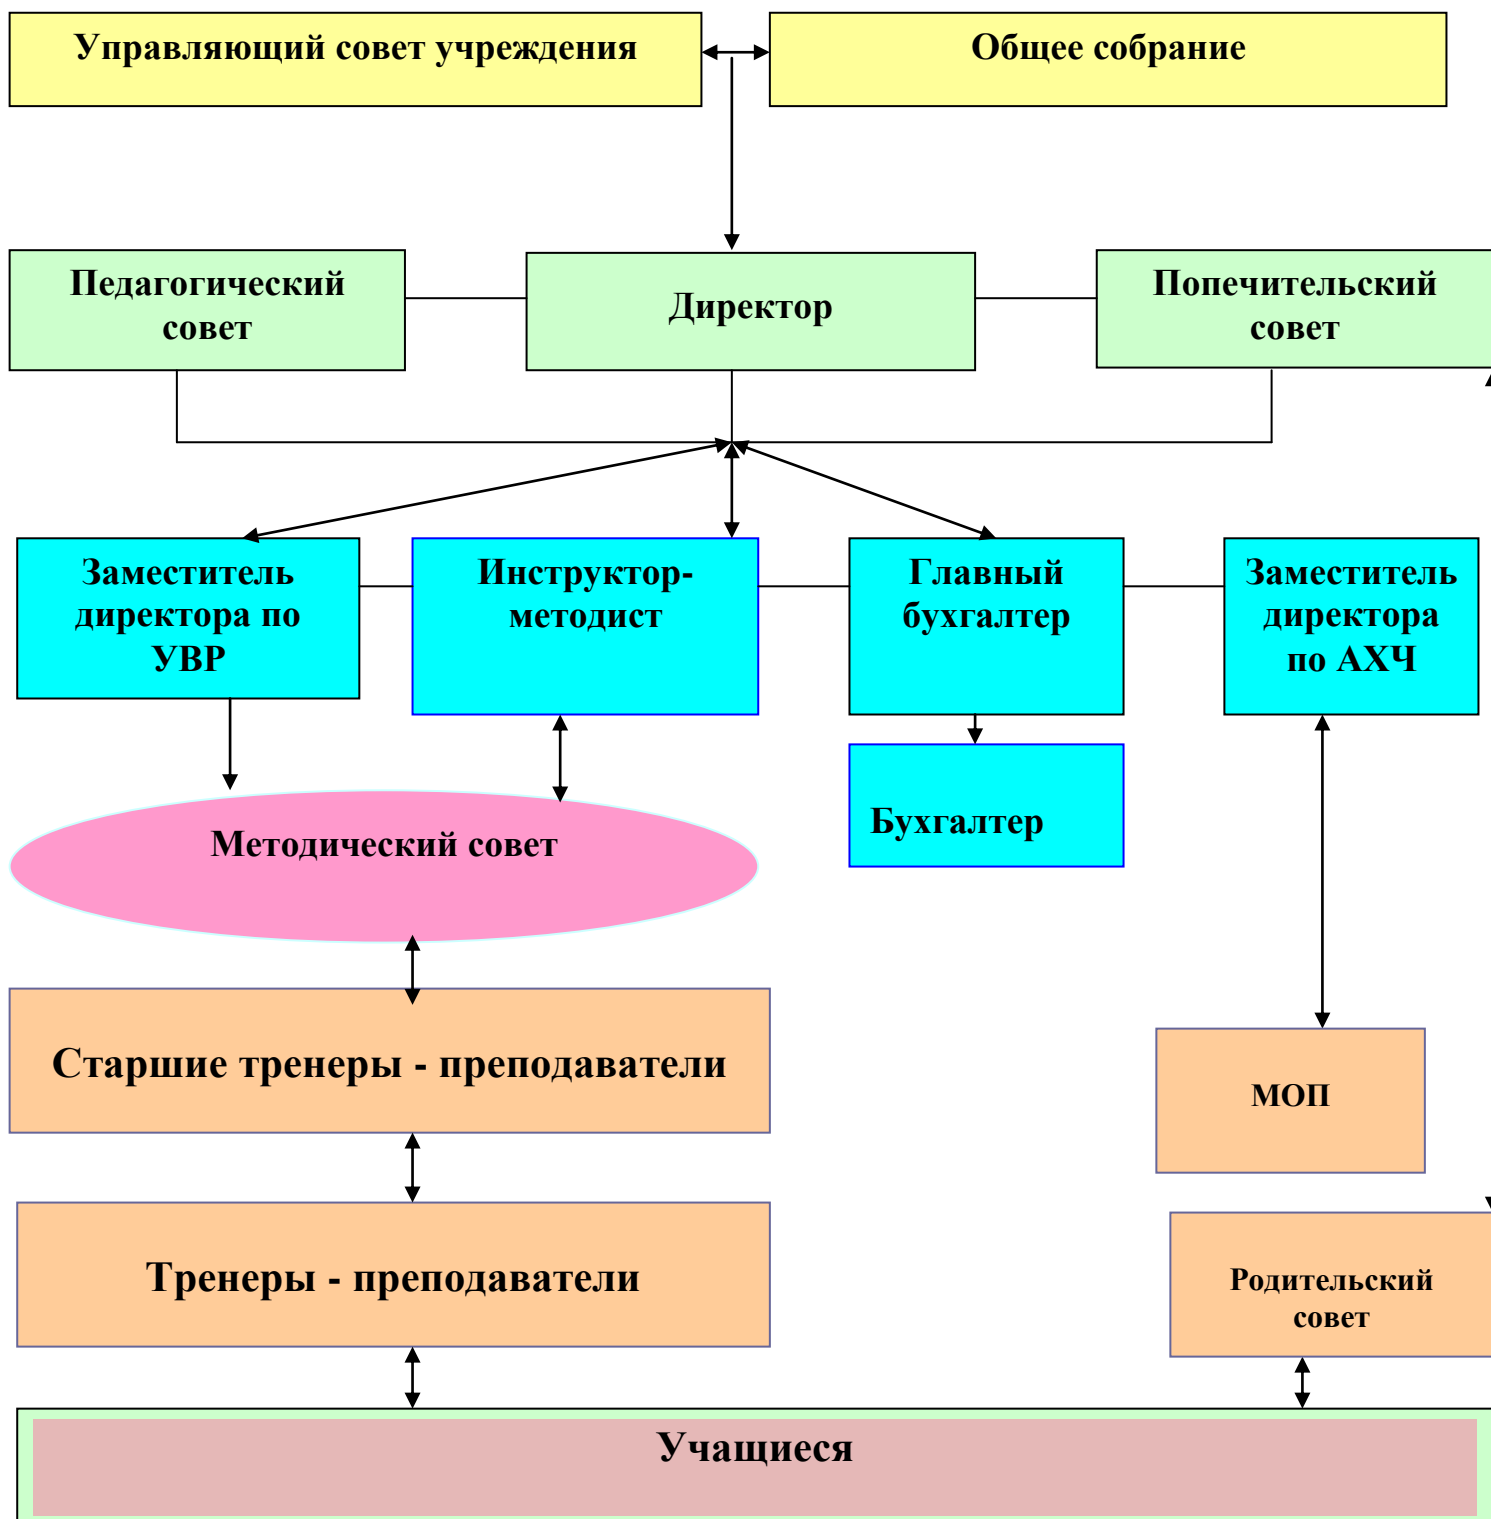 Управляющий совет учреждения
Общее собрание
Педагогический
совет
Директор
Попечительский
совет
Заместитель
директора по
УВР
Инструктор-
методист
Главный
бухгалтер
Заместитель
директора
по АХЧ
Бухгалтер
Методический совет
Старшие тренеры - преподаватели
МОП
Тренеры - преподаватели
Родительский
совет
Учащиеся